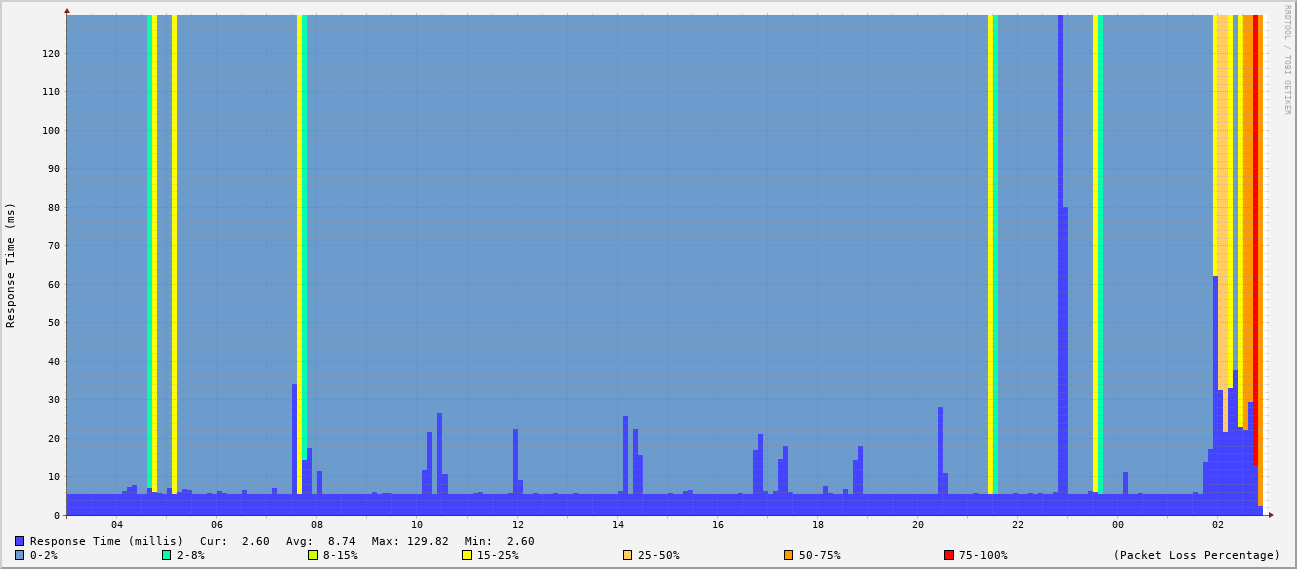 RRDTOOL / TOBI OETIKER
Response Time (ms)
120
110
100
90
80
70
60
50
40
30
20
10
0
04 06 08 10 12 14 16 18 20 22 00 02
Response Time (millis) Cur: 2.60 Avg: 8.74 Max: 129.82 Min: 2.60
0-2% 2-8% 8-15% 15-25% 25-50% 50-75% 75-100% (Packet Loss Percentage)